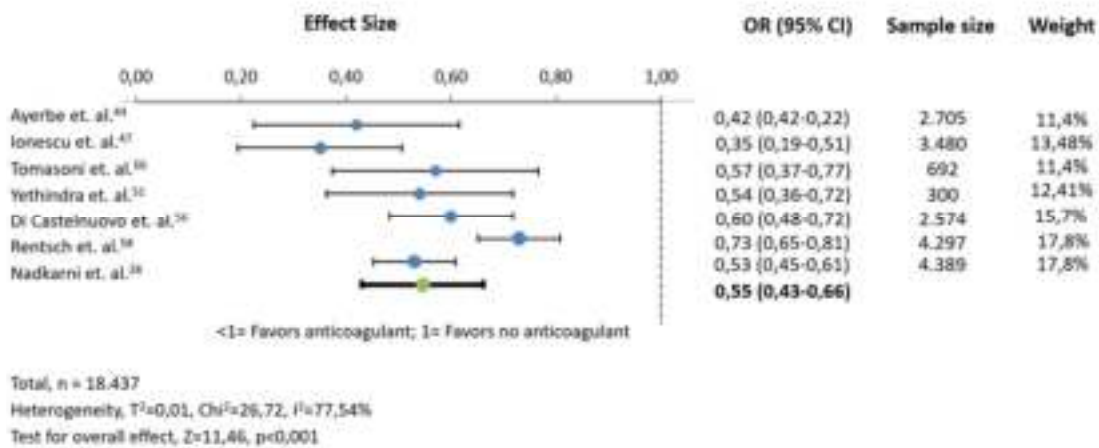 Effect Size OR (95% CI) Sample size Weight
0,00 0,20 0,40 0,60 0,80 1,00
Ayerbe et. al.⁴⁴ 0,42 (0,42-0,22) 2.705 11,4%
Ionescu et. al.⁴⁷ 0,35 (0,19-0,51) 3.480 13,48%
Tomasoni et. al. 0,57 (0,37-0,77) 692 11,4%
Yethindra et. al. 0,54 (0,36-0,72) 300 12,41%
Di Castelnuovo et. al. 0,60 (0,48-0,72) 2.574 15,7%
Rentsch et. al. 0,73 (0,65-0,81) 4.297 17,8%
Nadkarni et. al. 0,53 (0,45-0,61) 4.389 17,8%
0,55 (0,43-0,66)
<1= Favors anticoagulant; 1= Favors no anticoagulant
Total, n = 18.437
Heterogeneity, T²=0,01, Chi²=26,72, I²=77,54%
Test for overall effect, Z=11,46, p<0,001